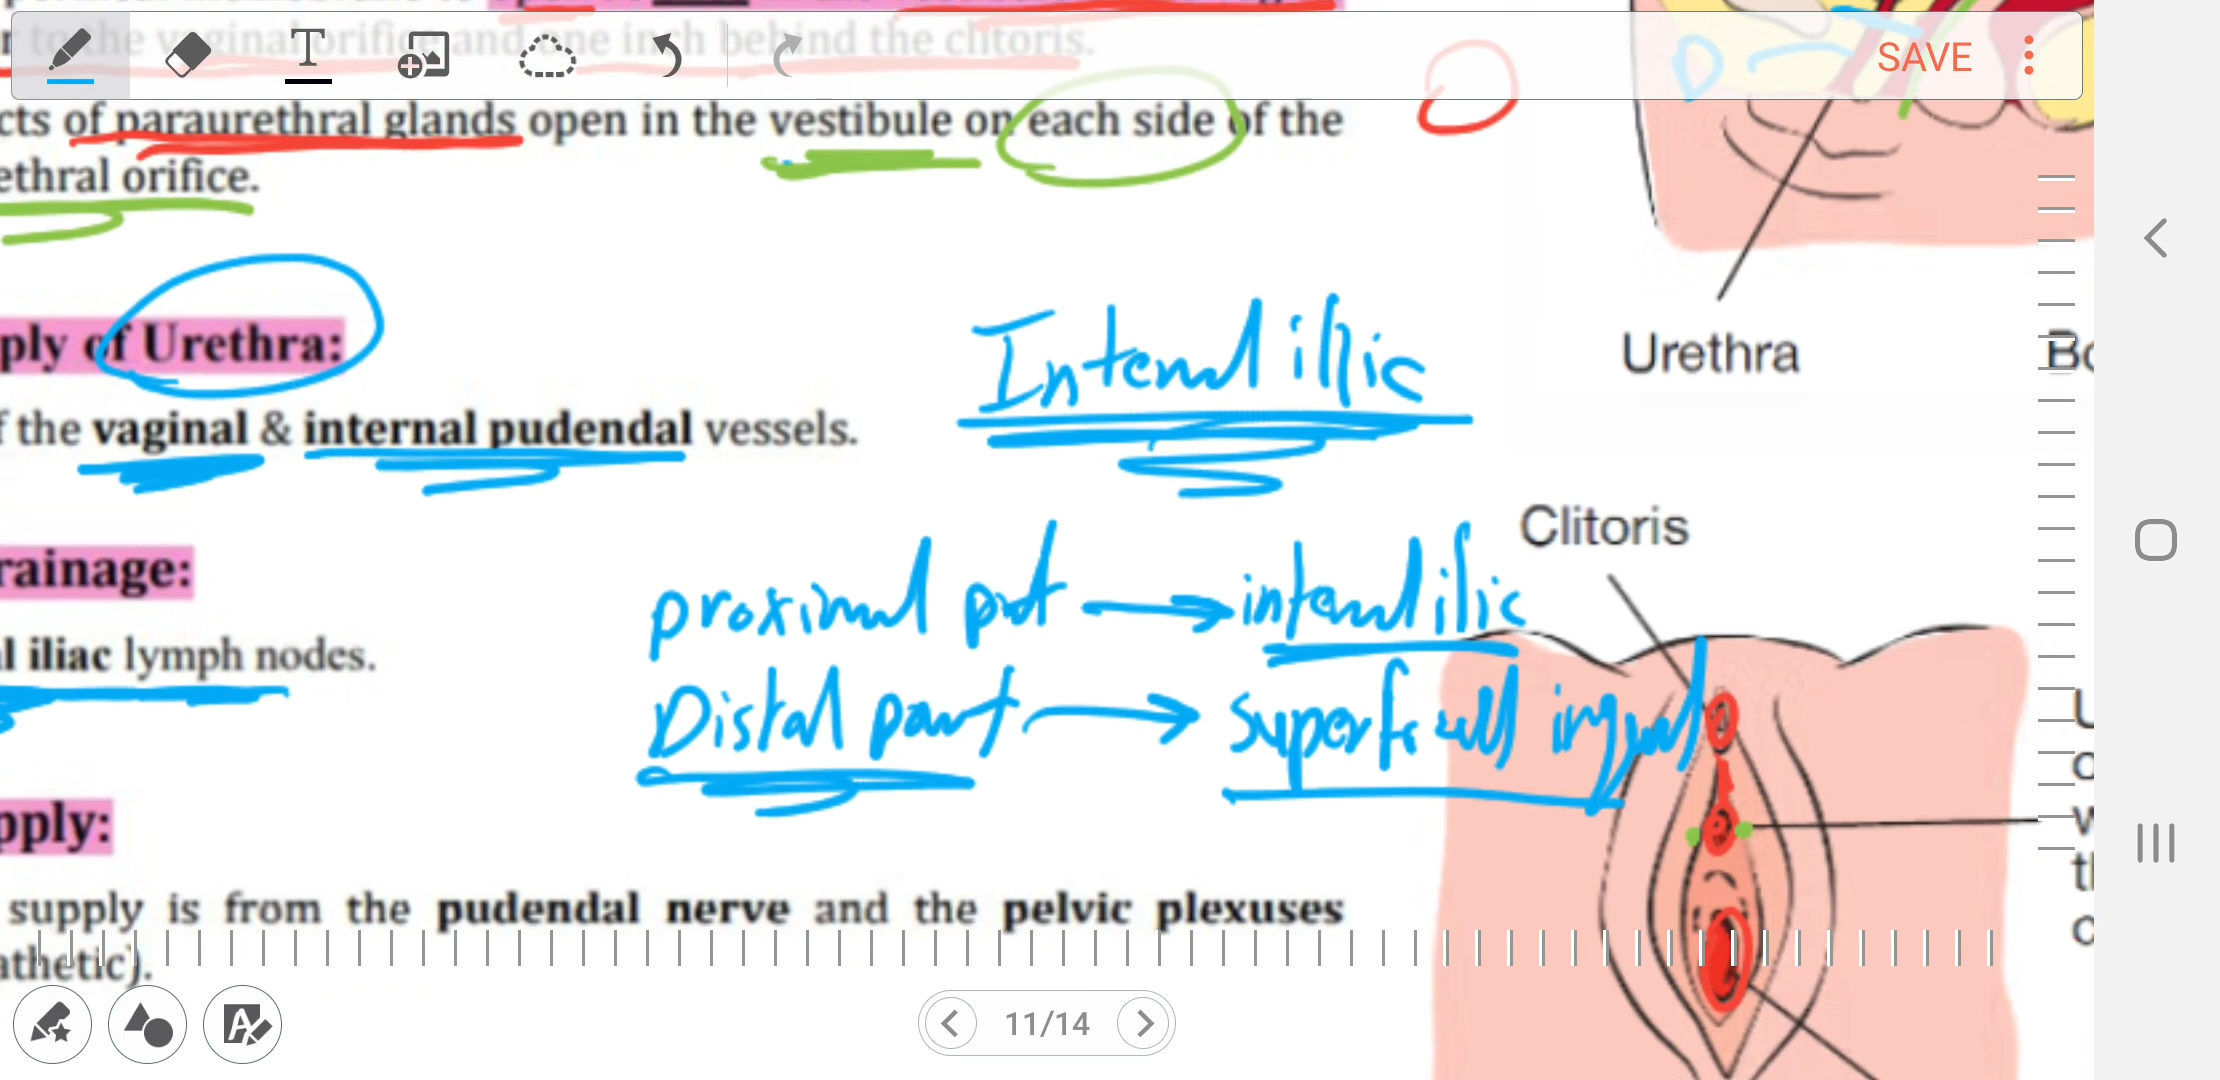 to the vaginal orifice and one inch behind the clitoris.
SAVE
cts of paraurethral glands open in the vestibule on each side of the
ethral orifice.
ply of Urethra:
Internal iliac
Urethra
f the vaginal & internal pudendal vessels.
Clitoris
rainage:
proximal part → internal iliac
l iliac lymph nodes.
Distal part → superficial inguinal
pply:
supply is from the pudendal nerve and the pelvic plexuses
athetic).
11/14